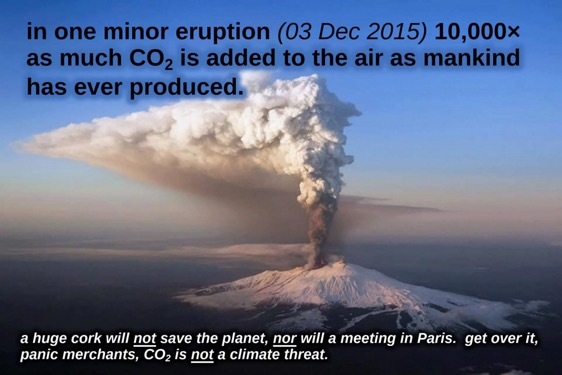 in one minor eruption (03 Dec 2015) 10,000×
as much CO₂ is added to the air as mankind
has ever produced.
a huge cork will not save the planet, nor will a meeting in Paris. get over it,
panic merchants, CO₂ is not a climate threat.